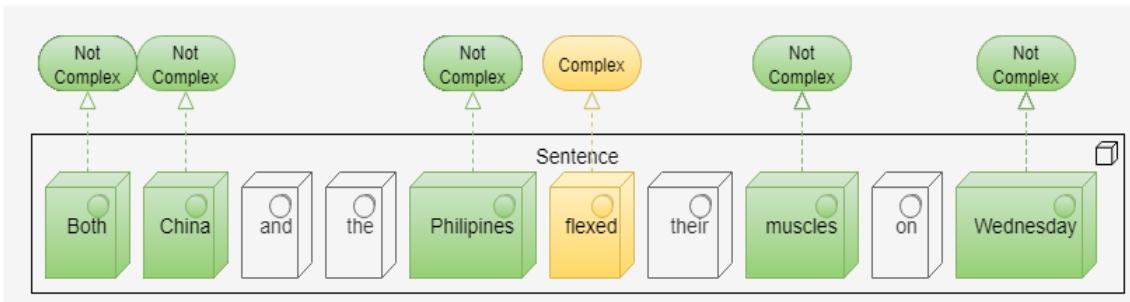 Not
Complex
Not
Complex
Not
Complex
Complex
Not
Complex
Not
Complex
Sentence
Both China and the Philipines flexed their muscles on Wednesday